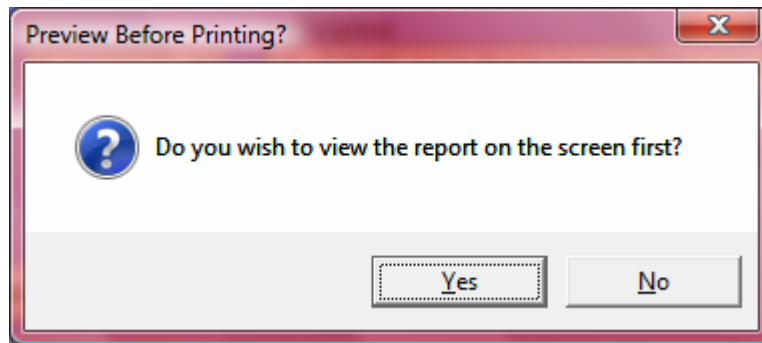 Preview Before Printing?
Do you wish to view the report on the screen first?
Yes No